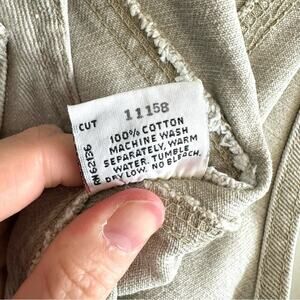 CUT 11158
100% COTTON
MACHINE WASH
SEPARATELY, WARM
WATER. TUMBLE
DRY LOW. NO BLEACH.
RN 62136